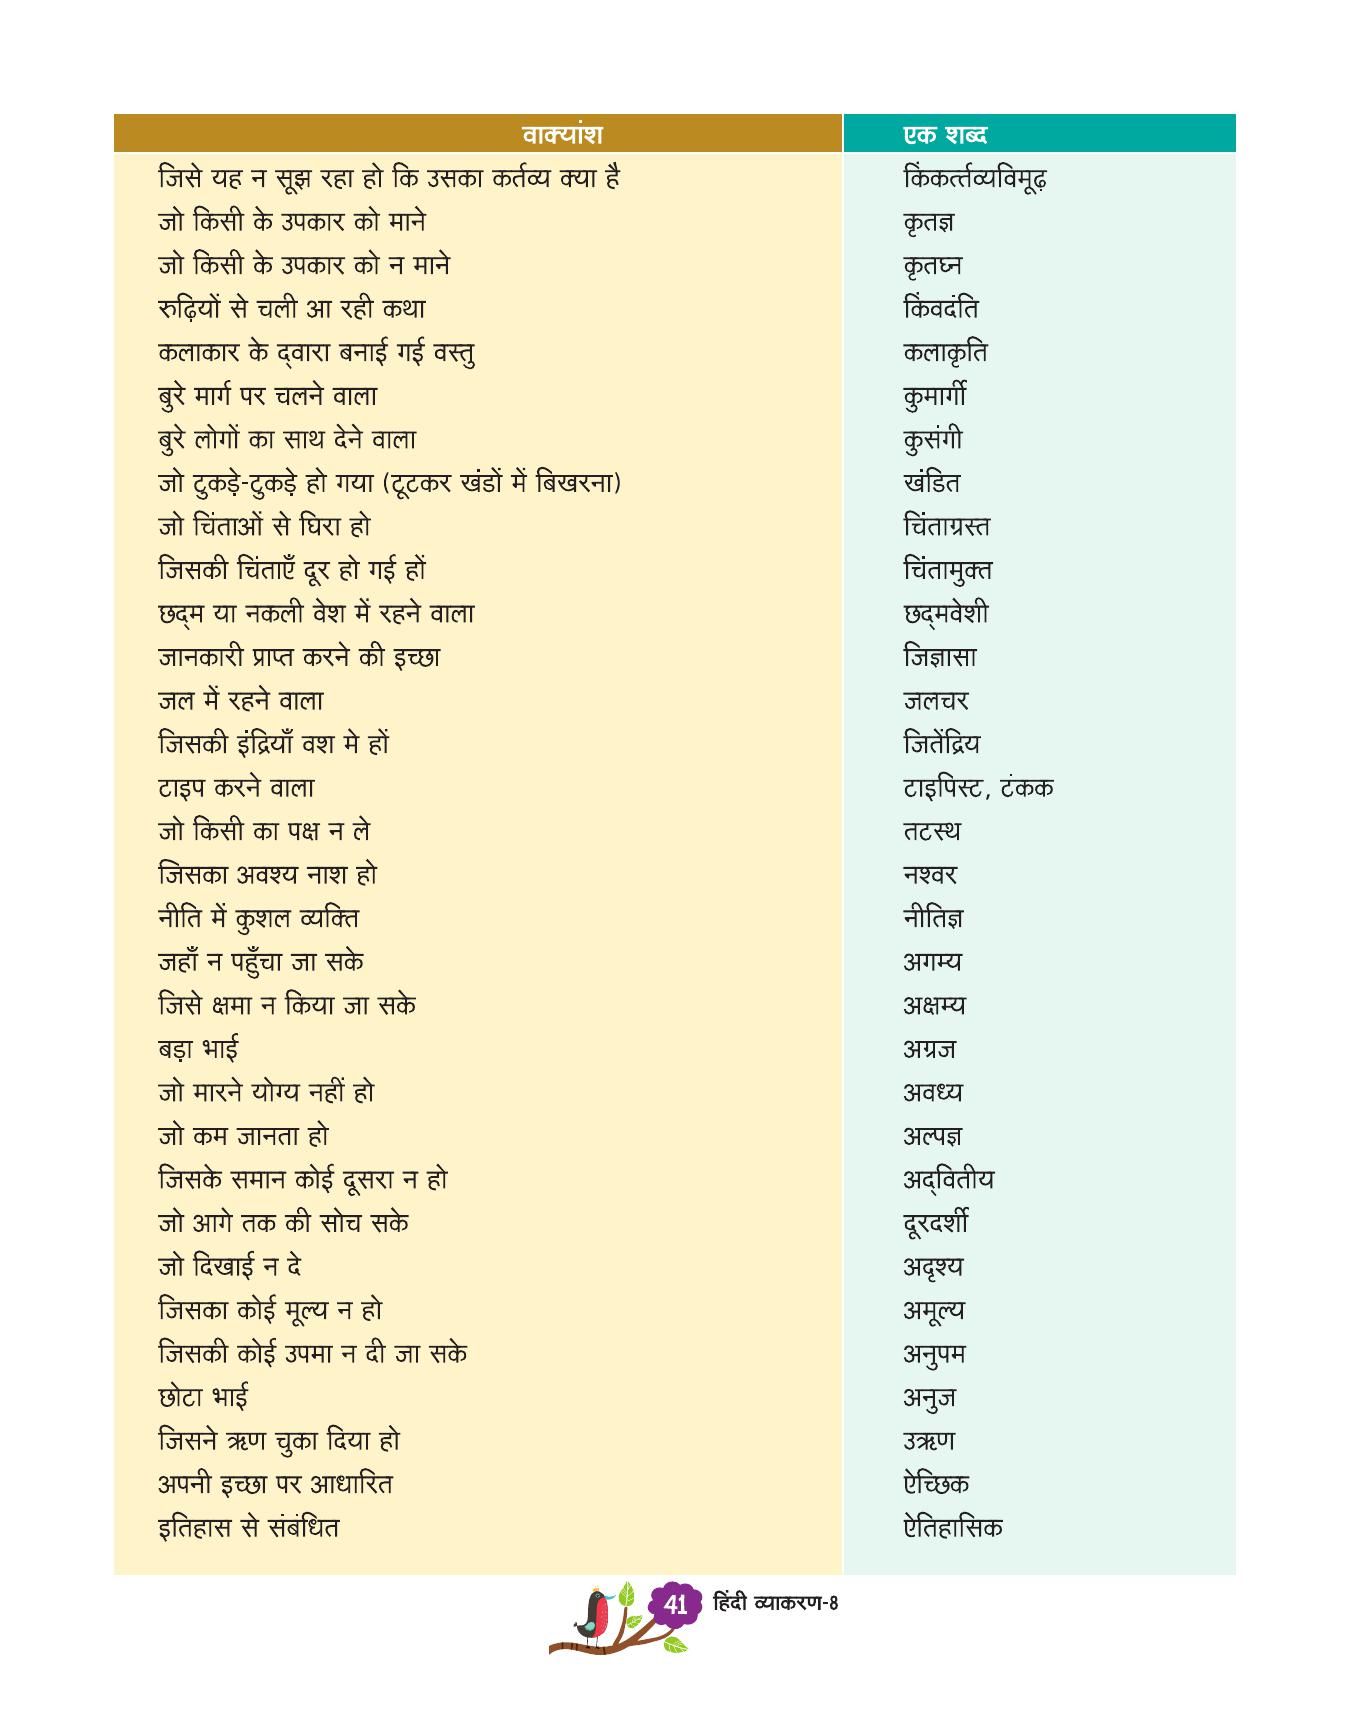 वाक्यांश एक शब्द
जिसे यह न सूझ रहा हो कि उसका कर्तव्य क्या है किंकर्त्तव्यविमूढ़
जो किसी के उपकार को माने कृतज्ञ
जो किसी के उपकार को न माने कृतघ्न
रुढ़ियों से चली आ रही कथा किंवदंति
कलाकार के द्‌वारा बनाई गई वस्तु कलाकृति
बुरे मार्ग पर चलने वाला कुमार्गी
बुरे लोगों का साथ देने वाला कुसंगी
जो टुकड़े-टुकड़े हो गया (टूटकर खंडों में बिखरना) खंडित
जो चिंताओं से घिरा हो चिंताग्रस्त
जिसकी चिंताएँ दूर हो गई हों चिंतामुक्त
छद्‌म या नकली वेश में रहने वाला छद्‌मवेशी
जानकारी प्राप्त करने की इच्छा जिज्ञासा
जल में रहने वाला जलचर
जिसकी इंद्रियाँ वश मे हों जितेंद्रिय
टाइप करने वाला टाइपिस्ट, टंकक
जो किसी का पक्ष न ले तटस्थ
जिसका अवश्य नाश हो नश्वर
नीति में कुशल व्यक्ति नीतिज्ञ
जहाँ न पहुँचा जा सके अगम्य
जिसे क्षमा न किया जा सके अक्षम्य
बड़ा भाई अग्रज
जो मारने योग्य नहीं हो अवध्य
जो कम जानता हो अल्पज्ञ
जिसके समान कोई दूसरा न हो अद्‌वितीय
जो आगे तक की सोच सके दूरदर्शी
जो दिखाई न दे अदृश्य
जिसका कोई मूल्य न हो अमूल्य
जिसकी कोई उपमा न दी जा सके अनुपम
छोटा भाई अनुज
जिसने ऋण चुका दिया हो उऋण
अपनी इच्छा पर आधारित ऐच्छिक
इतिहास से संबंधित ऐतिहासिक
41 हिंदी व्याकरण-8